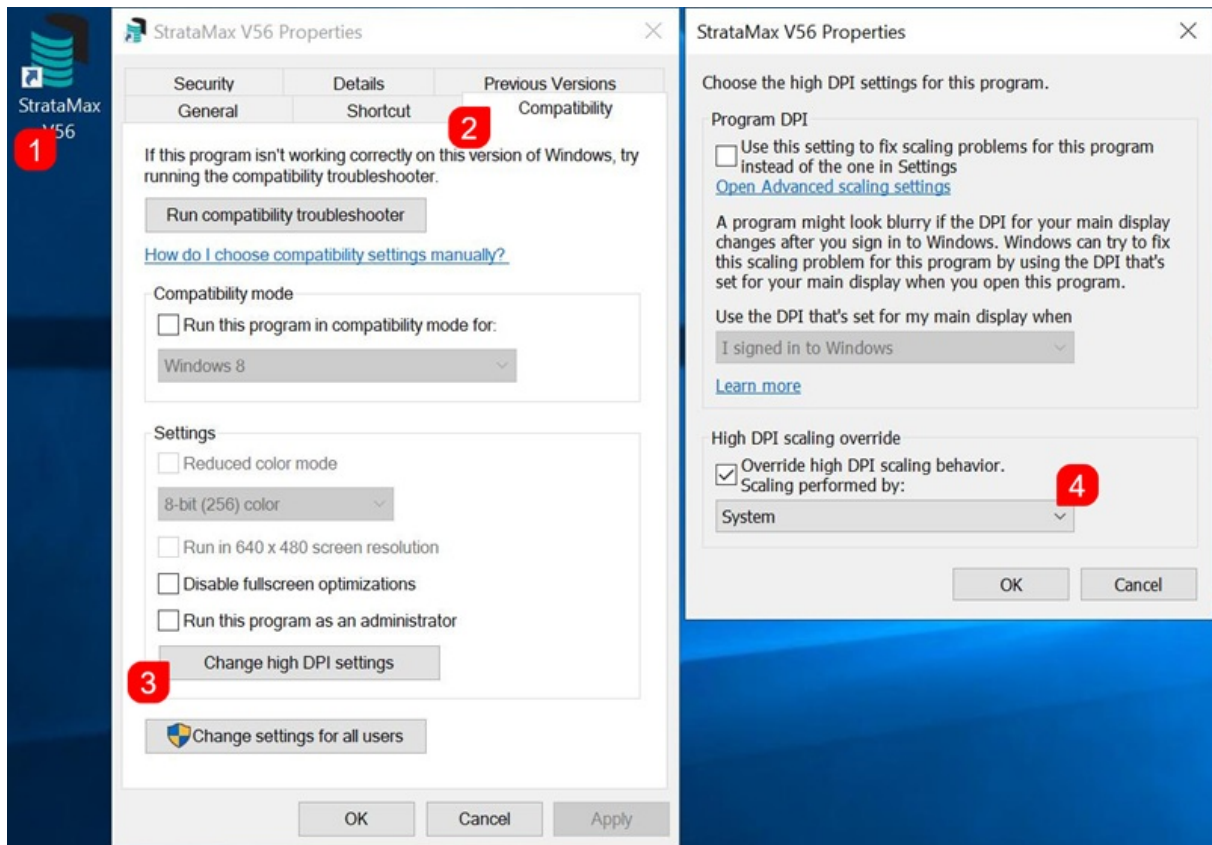 StrataMax
V56
1
StrataMax V56 Properties
Security Details Previous Versions
General Shortcut Compatibility
2
If this program isn't working correctly on this version of Windows, try
running the compatibility troubleshooter.
Run compatibility troubleshooter
How do I choose compatibility settings manually?
Compatibility mode
Run this program in compatibility mode for:
Windows 8
Settings
Reduced color mode
8-bit (256) color
Run in 640 x 480 screen resolution
Disable fullscreen optimizations
Run this program as an administrator
Change high DPI settings
3
Change settings for all users
OK Cancel Apply
StrataMax V56 Properties
Choose the high DPI settings for this program.
Program DPI
Use this setting to fix scaling problems for this program
instead of the one in Settings
Open Advanced scaling settings
A program might look blurry if the DPI for your main display
changes after you sign in to Windows. Windows can try to fix
this scaling problem for this program by using the DPI that's
set for your main display when you open this program.
Use the DPI that's set for my main display when
I signed in to Windows
Learn more
High DPI scaling override
Override high DPI scaling behavior.
Scaling performed by:
4
System
OK Cancel